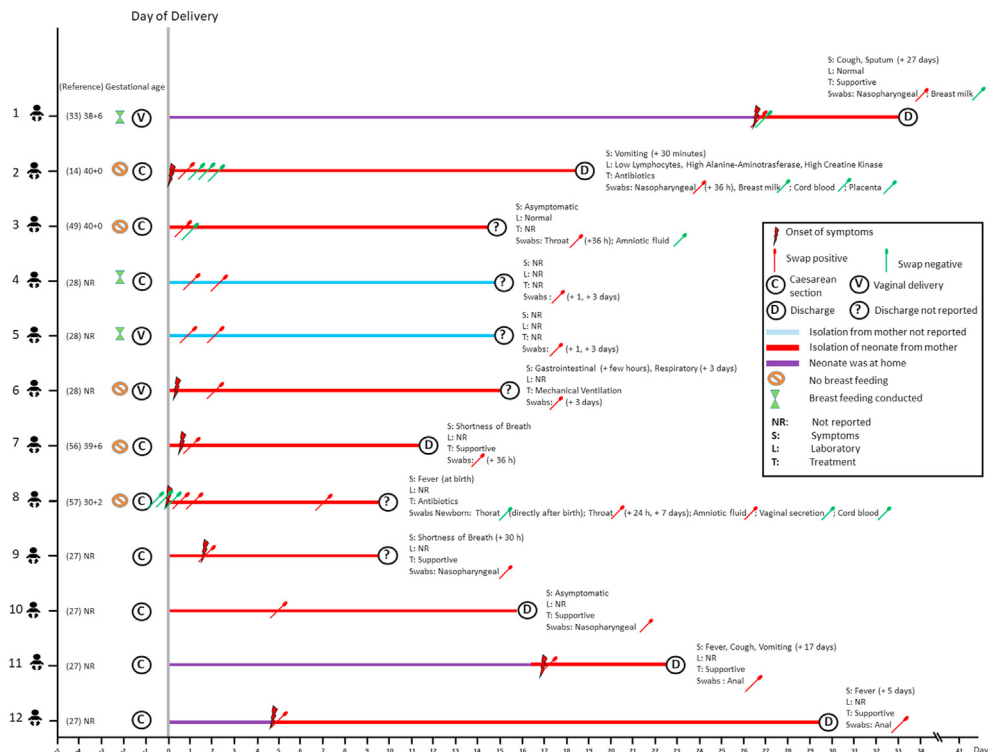 Day of Delivery
(Reference) Gestational age
S: Cough, Sputum (+ 27 days)
L: Normal
T: Supportive
Swabs: Nasopharyngeal ; Breast milk
1 (33) 38+6 V D
S: Vomiting (+ 30 minutes)
L: Low Lymphocytes, High Alanine-Aminotrasferase, High Creatine Kinase
T: Antibiotics
Swabs: Nasopharyngeal (+ 36 h), Breast milk ; Cord blood ; Placenta
2 (14) 40+0 C D
S: Asymptomatic
L: Normal
T: NR
Swabs: Throat (+36 h); Amniotic fluid
3 (49) 40+0 C ?
S: NR
L: NR
T: NR
Swabs : (+ 1, + 3 days)
4 (28) NR C ?
S: NR
L: NR
T: NR
Swabs: (+ 1, + 3 days)
5 (28) NR V ?
S: Gastrointestinal (+ few hours), Respiratory (+ 3 days)
L: NR
T: Mechanical Ventilation
Swabs: (+ 3 days)
6 (28) NR V ?
S: Shortness of Breath
L: NR
T: Supportive
Swabs: (+ 36 h)
7 (56) 39+6 C D
S: Fever (at birth)
L: NR
T: Antibiotics
Swabs Newborn: Thorat (directly after birth); Throat (+ 24 h, + 7 days); Amniotic fluid ; Vaginal secretion ; Cord blood
8 (57) 30+2 C ?
S: Shortness of Breath (+ 30 h)
L: NR
T: Supportive
Swabs: Nasopharyngeal
9 (27) NR C ?
S: Asymptomatic
L: NR
T: Supportive
Swabs: Nasopharyngeal
10 (27) NR C D
S: Fever, Cough, Vomiting (+ 17 days)
L: NR
T: Supportive
Swabs : Anal
11 (27) NR C D
S: Fever (+ 5 days)
L: NR
T: Supportive
Swabs: Anal
12 (27) NR C D
Onset of symptoms
Swap positive Swap negative
C Caesarean section V Vaginal delivery
D Discharge ? Discharge not reported
Isolation from mother not reported
Isolation of neonate from mother
Neonate was at home
No breast feeding
Breast feeding conducted
NR: Not reported
S: Symptoms
L: Laboratory
T: Treatment
-5 -4 -3 -2 -1 0 1 2 3 4 5 6 7 8 9 10 11 12 13 14 15 16 17 18 19 20 21 22 23 24 25 26 27 28 29 30 31 32 33 34 41 Day